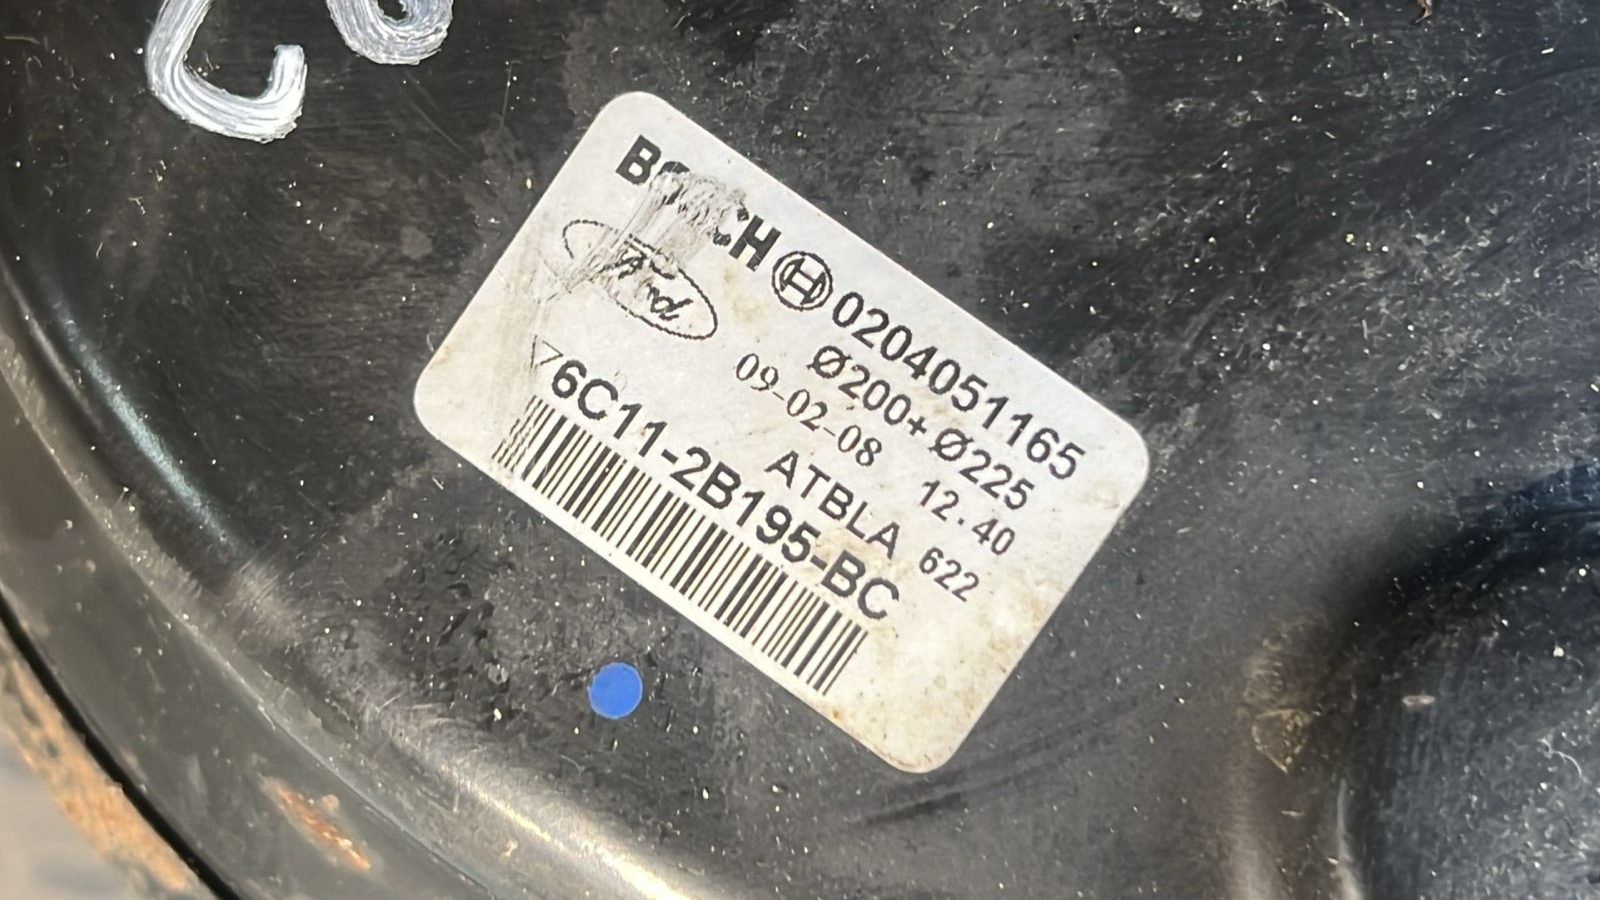 BOSCH 0204051165
Ford Ø200+Ø225
09-02-08 12.40
ATBLA 622
6C11-2B195-BC